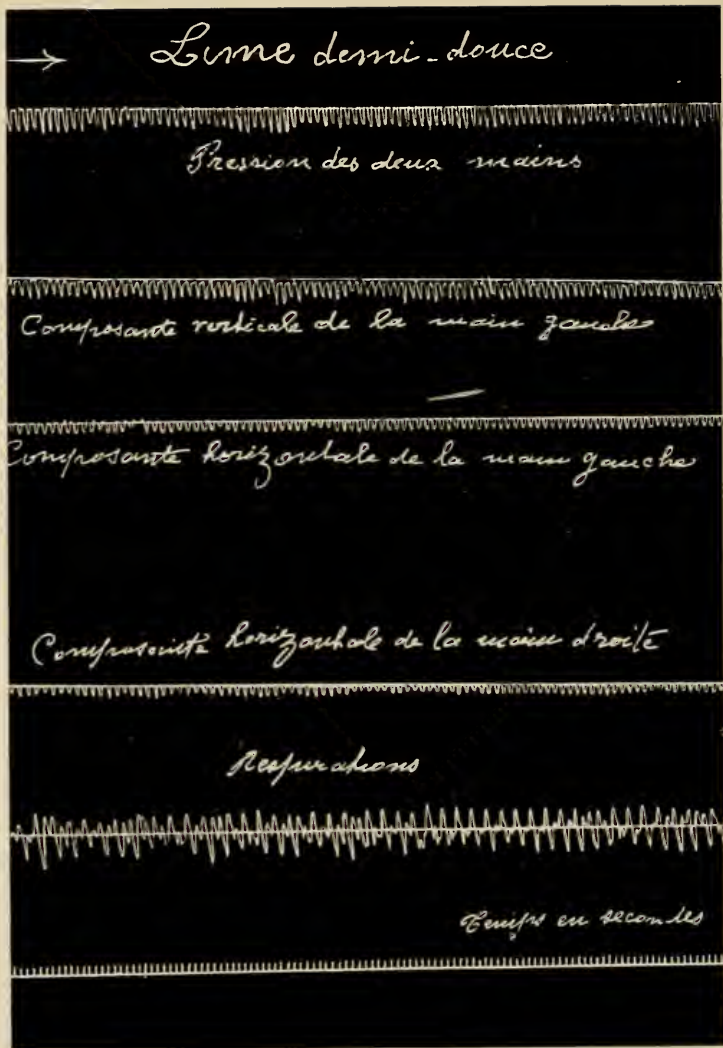 Lime demi-douce
Pression des deux mains
Composante verticale de la main gauche
Composante horizontale de la main gauche
Composante horizontale de la main droite
Respirations
Temps en secondes